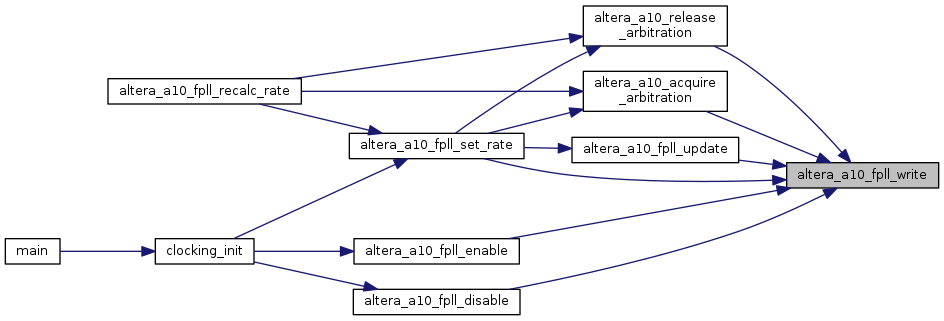 altera_a10_release
_arbitration
altera_a10_fpll_recalc_rate
altera_a10_acquire
_arbitration
altera_a10_fpll_set_rate
altera_a10_fpll_update
altera_a10_fpll_write
main
clocking_init
altera_a10_fpll_enable
altera_a10_fpll_disable